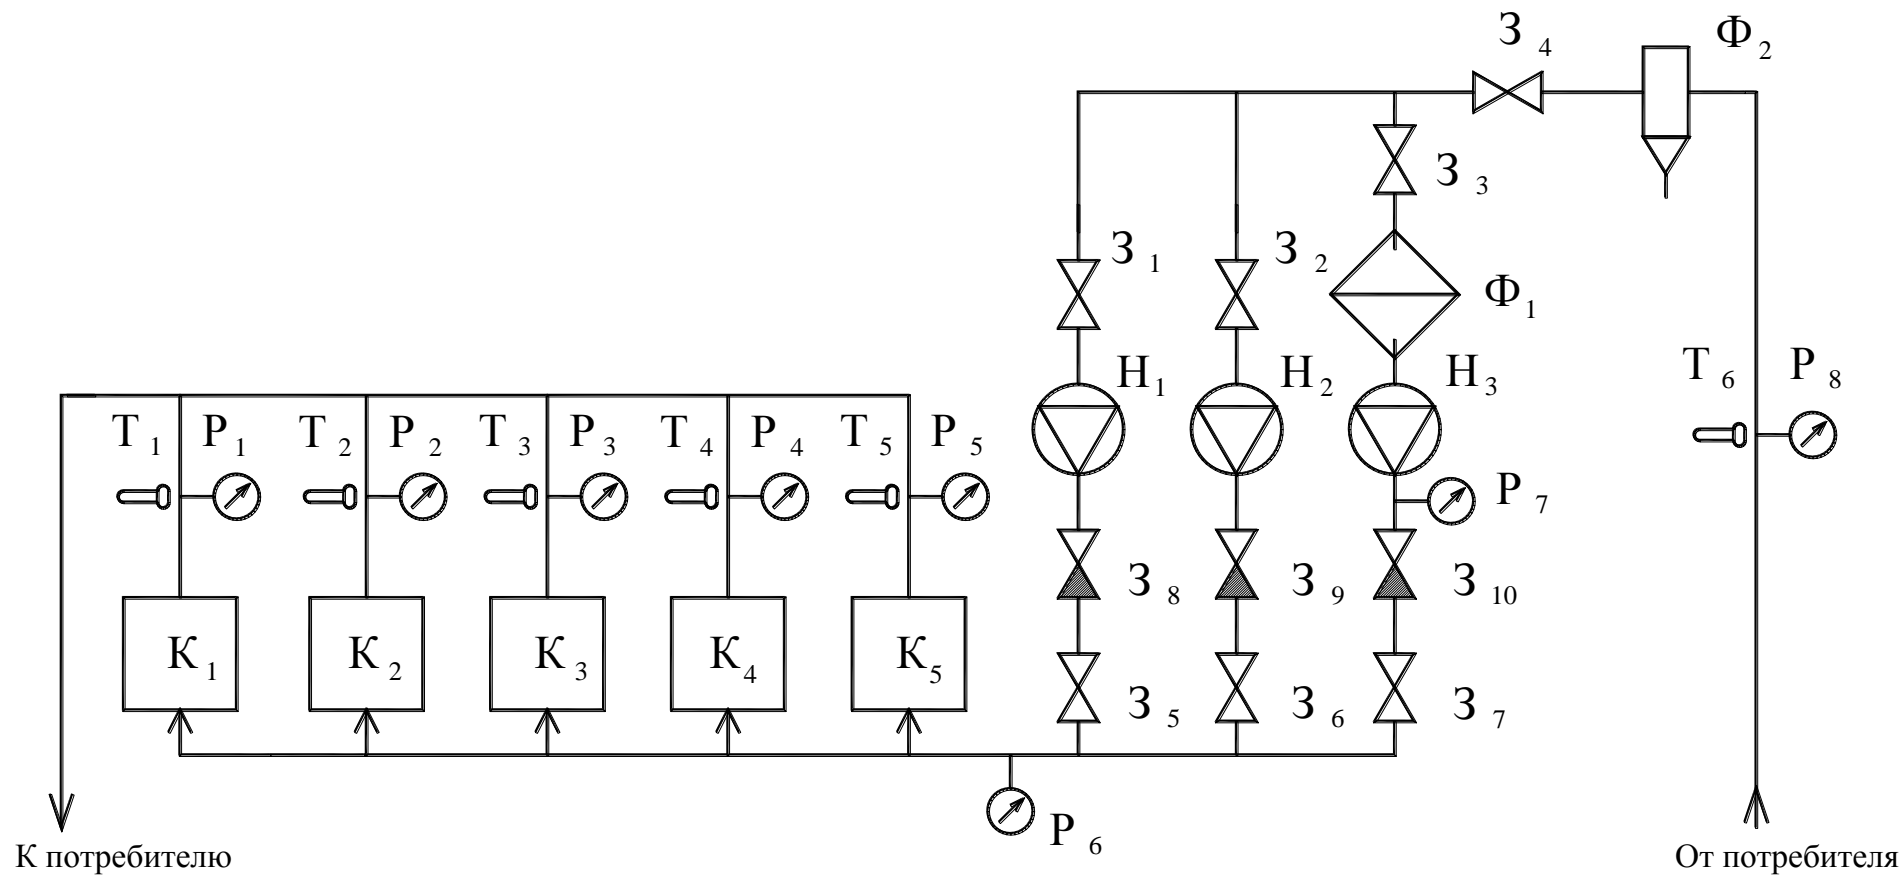 З 4
Ф 2
З 3
З 1
З 2
Ф 1
Н 1
Н 2
Н 3
Т 6
Р 8
Т 1
Р 1
Т 2
Р 2
Т 3
Р 3
Т 4
Р 4
Т 5
Р 5
Р 7
З 8
З 9
З 10
К 1
К 2
К 3
К 4
К 5
З 5
З 6
З 7
Р 6
К потребителю
От потребителя